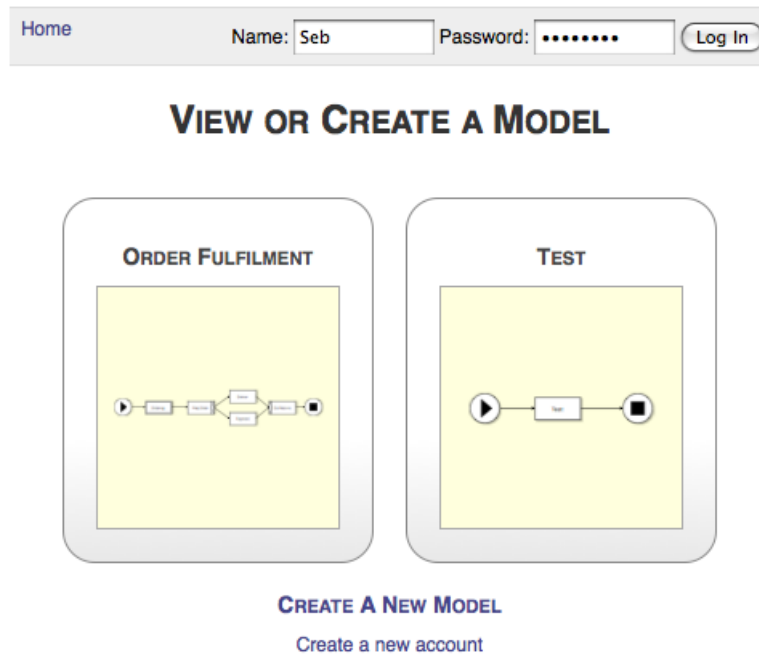 Home Name: Seb Password: •••••••• Log In
VIEW OR CREATE A MODEL
ORDER FULFILMENT TEST
Test
CREATE A NEW MODEL
Create a new account